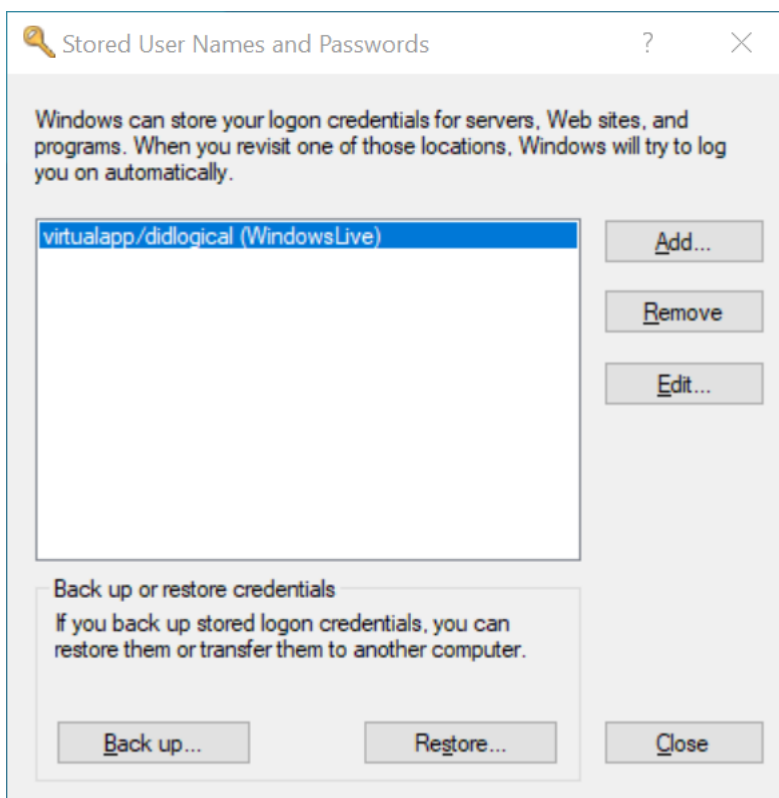 Stored User Names and Passwords
?
Windows can store your logon credentials for servers, Web sites, and
programs. When you revisit one of those locations, Windows will try to log
you on automatically.
virtualapp/didlogical (WindowsLive)
Add...
Remove
Edit...
Back up or restore credentials
If you back up stored logon credentials, you can
restore them or transfer them to another computer.
Back up...
Restore...
Close